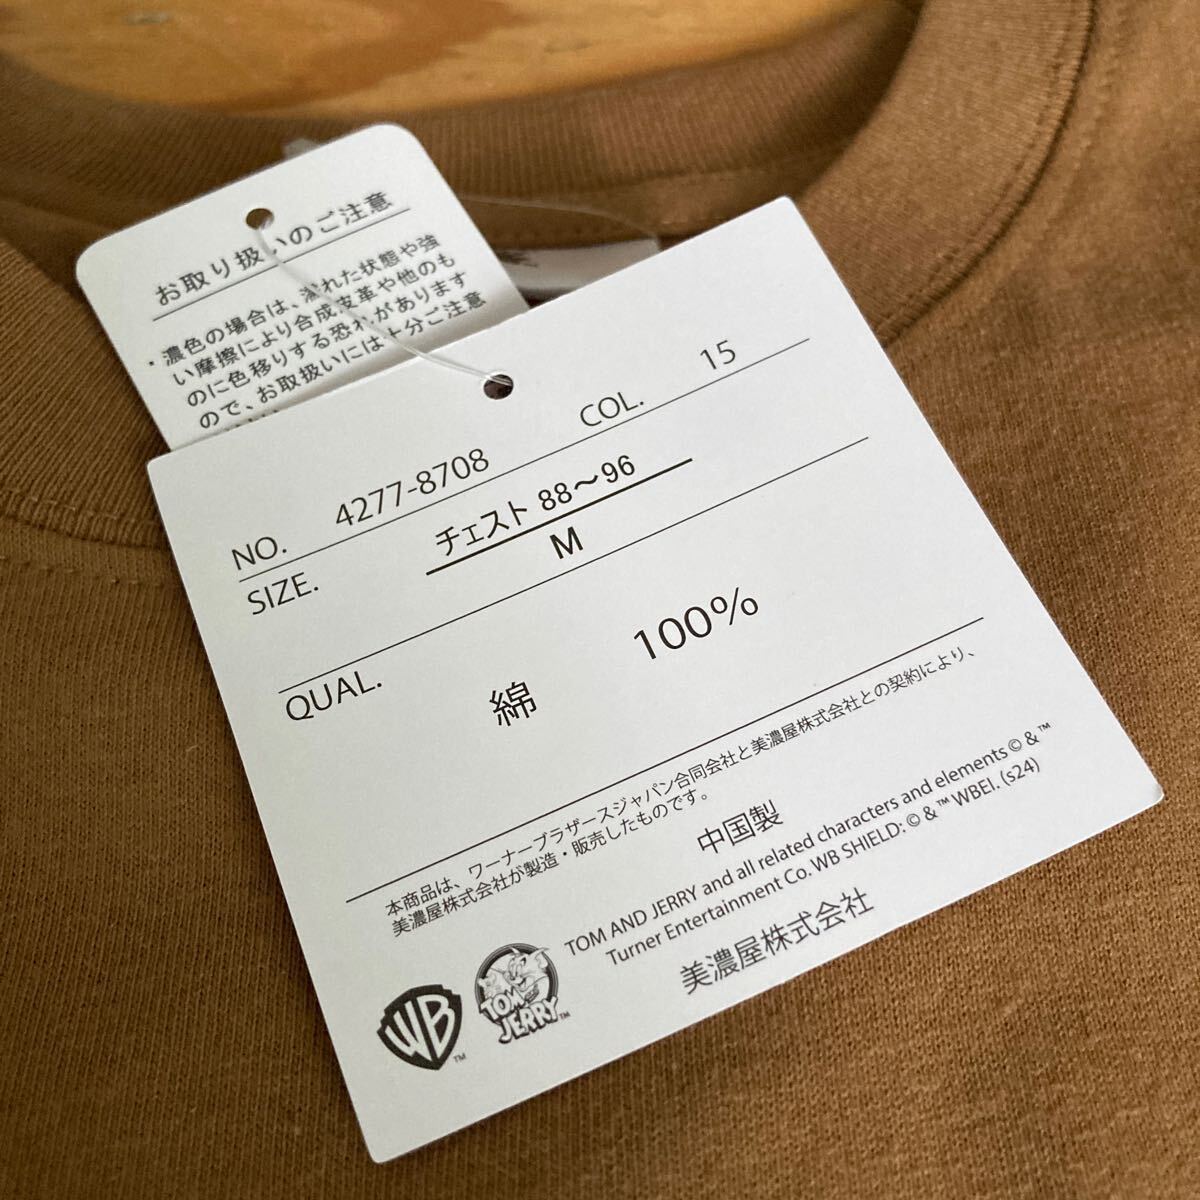 お取り扱いのご注意
・濃色の場合は、濡れた状態や強
い摩擦により合成皮革や他のも
のに色移りする恐れがあります
ので、お取扱いには十分ご注意
NO. 4277-8708 COL. 15
SIZE. チェスト 88〜96
M
QUAL. 綿 100%
本商品は、ワーナーブラザースジャパン合同会社と美濃屋株式会社との契約により、
美濃屋株式会社が製造・販売したものです。
中国製
TOM AND JERRY and all related characters and elements © & ™
Turner Entertainment Co. WB SHIELD: © & ™ WBEI. (s24)
美濃屋株式会社
WB™
TOM and JERRY™